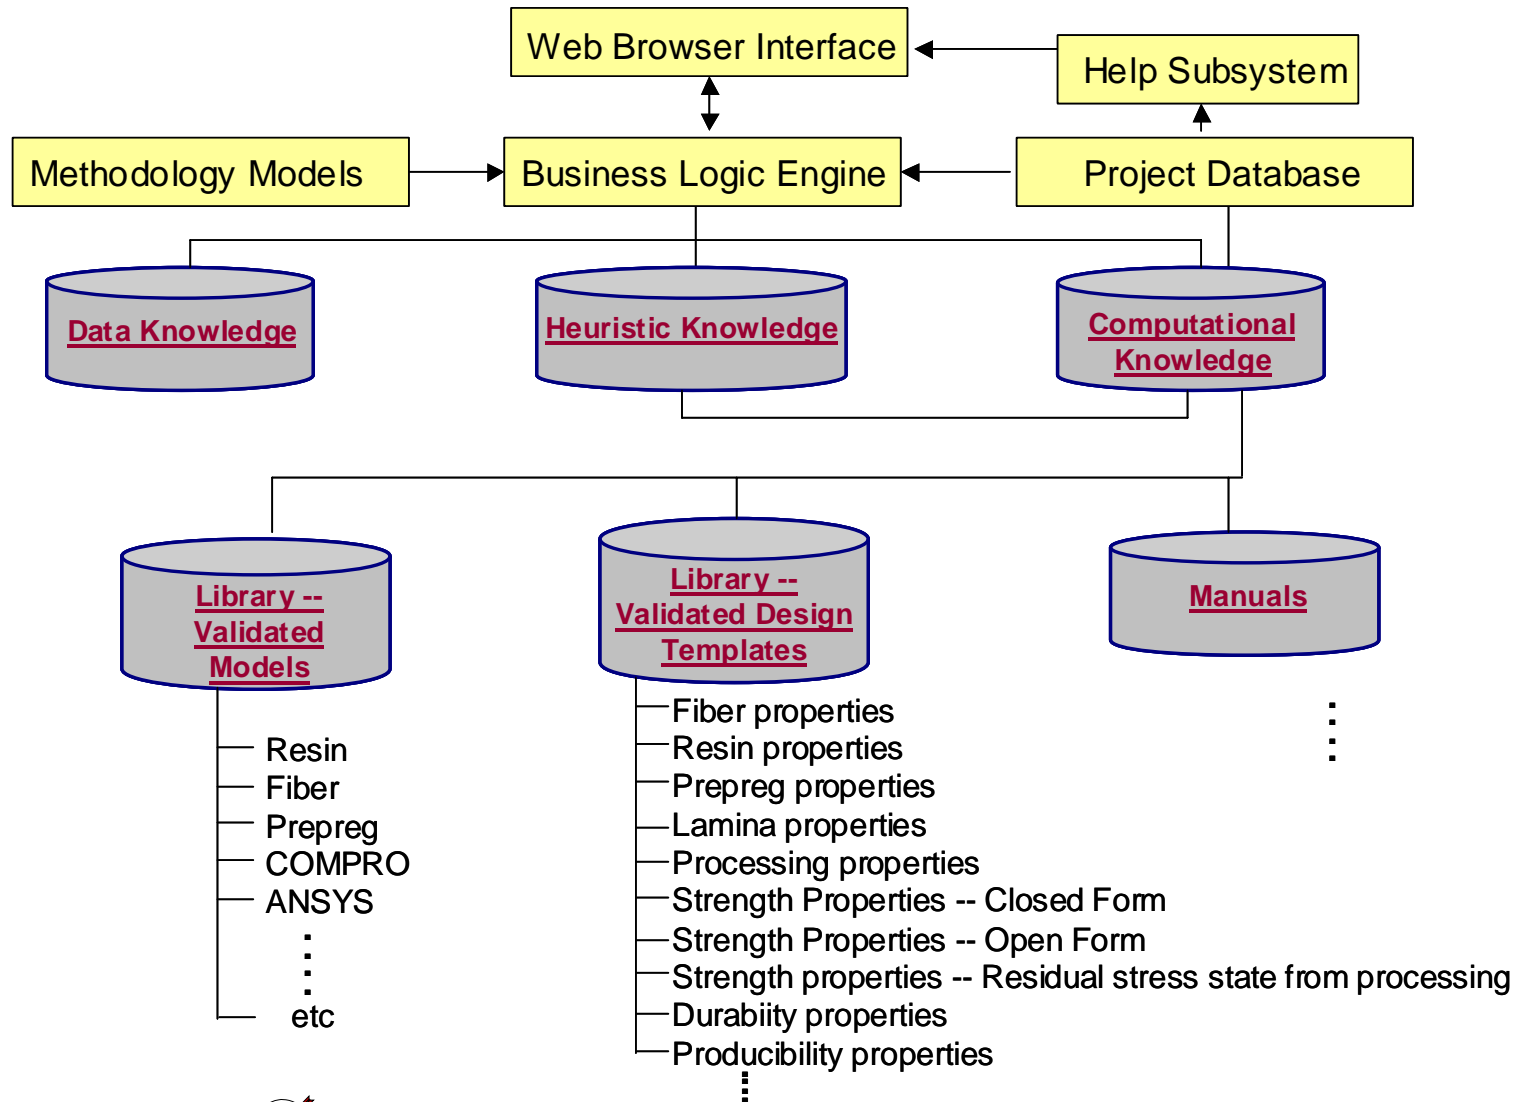 Web Browser Interface
Help Subsystem
Methodology Models
Business Logic Engine
Project Database
Data Knowledge
Heuristic Knowledge
Computational
Knowledge
Library --
Validated
Models
Library --
Validated Design
Templates
Manuals
Resin
Fiber
Prepreg
COMPRO
ANSYS
etc
Fiber properties
Resin properties
Prepreg properties
Lamina properties
Processing properties
Strength Properties -- Closed Form
Strength Properties -- Open Form
Strength properties -- Residual stress state from processing
Durabiity properties
Producibility properties